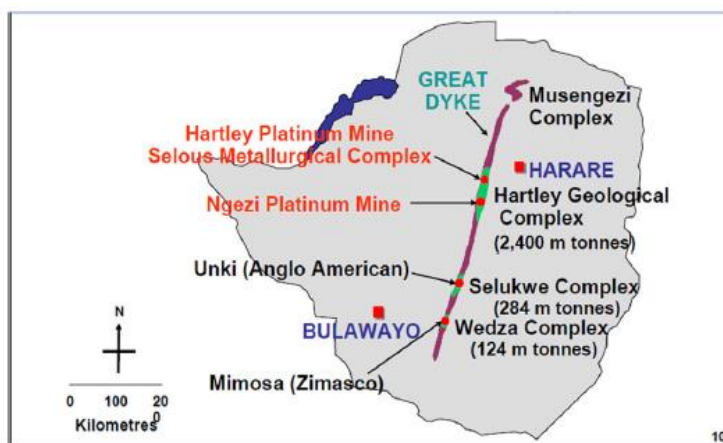 GREAT
DYKE
Musengezi
Complex
Hartley Platinum Mine
Selous Metallurgical Complex
HARARE
Ngezi Platinum Mine
Hartley Geological
Complex
(2,400 m tonnes)
Unki (Anglo American)
Selukwe Complex
(284 m tonnes)
N
BULAWAYO
Wedza Complex
(124 m tonnes)
Mimosa (Zimasco)
0 100 20
0
Kilometres
10